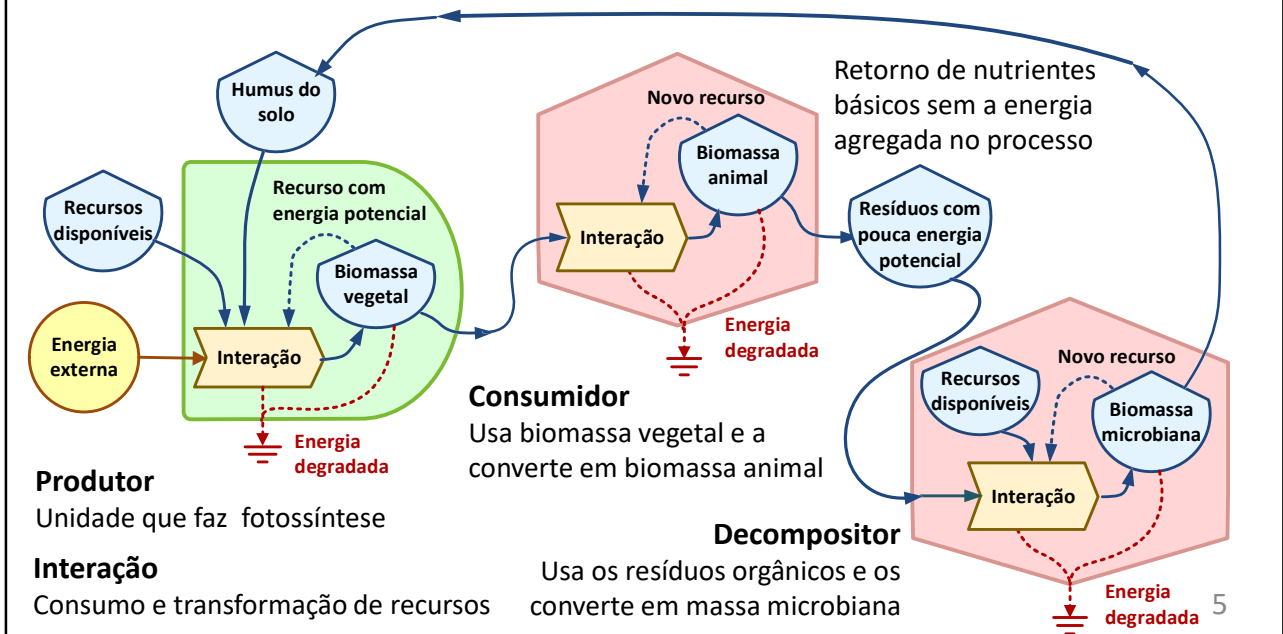 Humus do
solo
Recursos
disponíveis
Energia
externa
Recurso com
energia potencial
Biomassa
vegetal
Interação
Energia
degradada
Novo recurso
Biomassa
animal
Interação
Energia
degradada
Retorno de nutrientes
básicos sem a energia
agregada no processo
Resíduos com
pouca energia
potencial
Novo recurso
Recursos
disponíveis
Biomassa
microbiana
Interação
Energia
degradada
Produtor
Unidade que faz  fotossíntese
Interação
Consumo e transformação de recursos
Consumidor
Usa biomassa vegetal e a
converte em biomassa animal
Decompositor
Usa os resíduos orgânicos e os
converte em massa microbiana
5